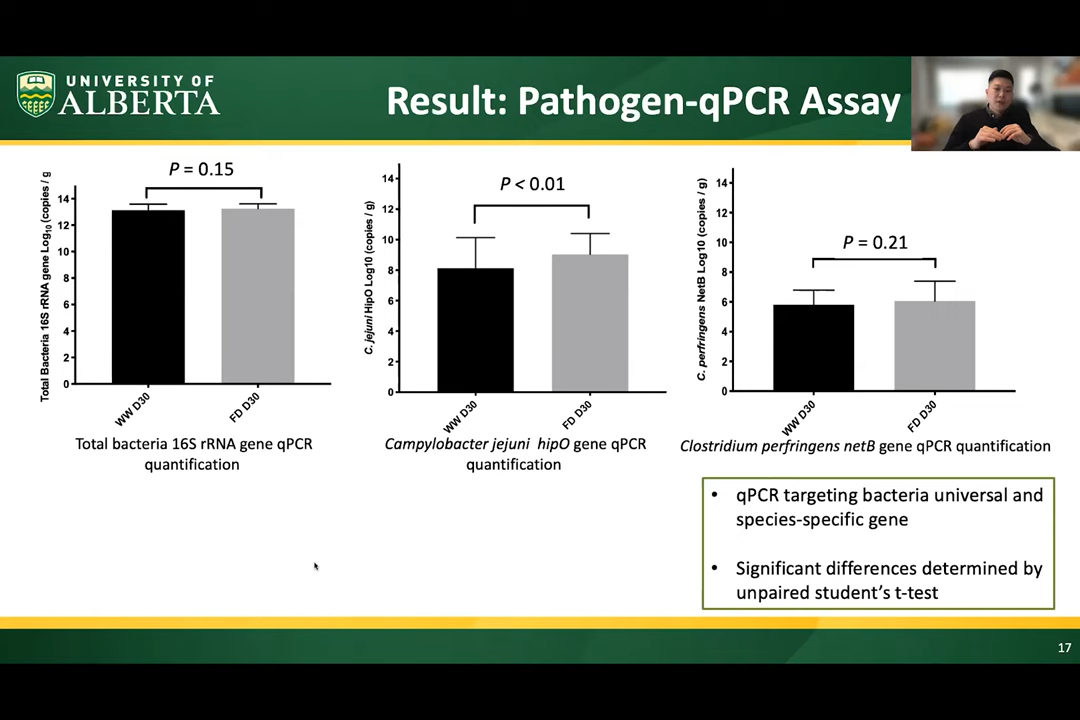 UNIVERSITY OF
ALBERTA
Result: Pathogen-qPCR Assay
Total Bacteria 16S rRNA gene Log10 (copies / g
14
12
10
8
6
4
2
0
P = 0.15
WW D30
FD D30
Total bacteria 16S rRNA gene qPCR
quantification
C. jejuni HipO Log10 (copies / g)
14
12
10
8
6
4
2
0
P < 0.01
WW D30
FD D30
Campylobacter jejuni hipO gene qPCR
quantification
C. perfringens NetB Log10 (copies / g)
14
12
10
8
6
4
2
0
P = 0.21
WW D30
FD D30
Clostridium perfringens netB gene qPCR quantification
• qPCR targeting bacteria universal and
species-specific gene
• Significant differences determined by
unpaired student’s t-test
17